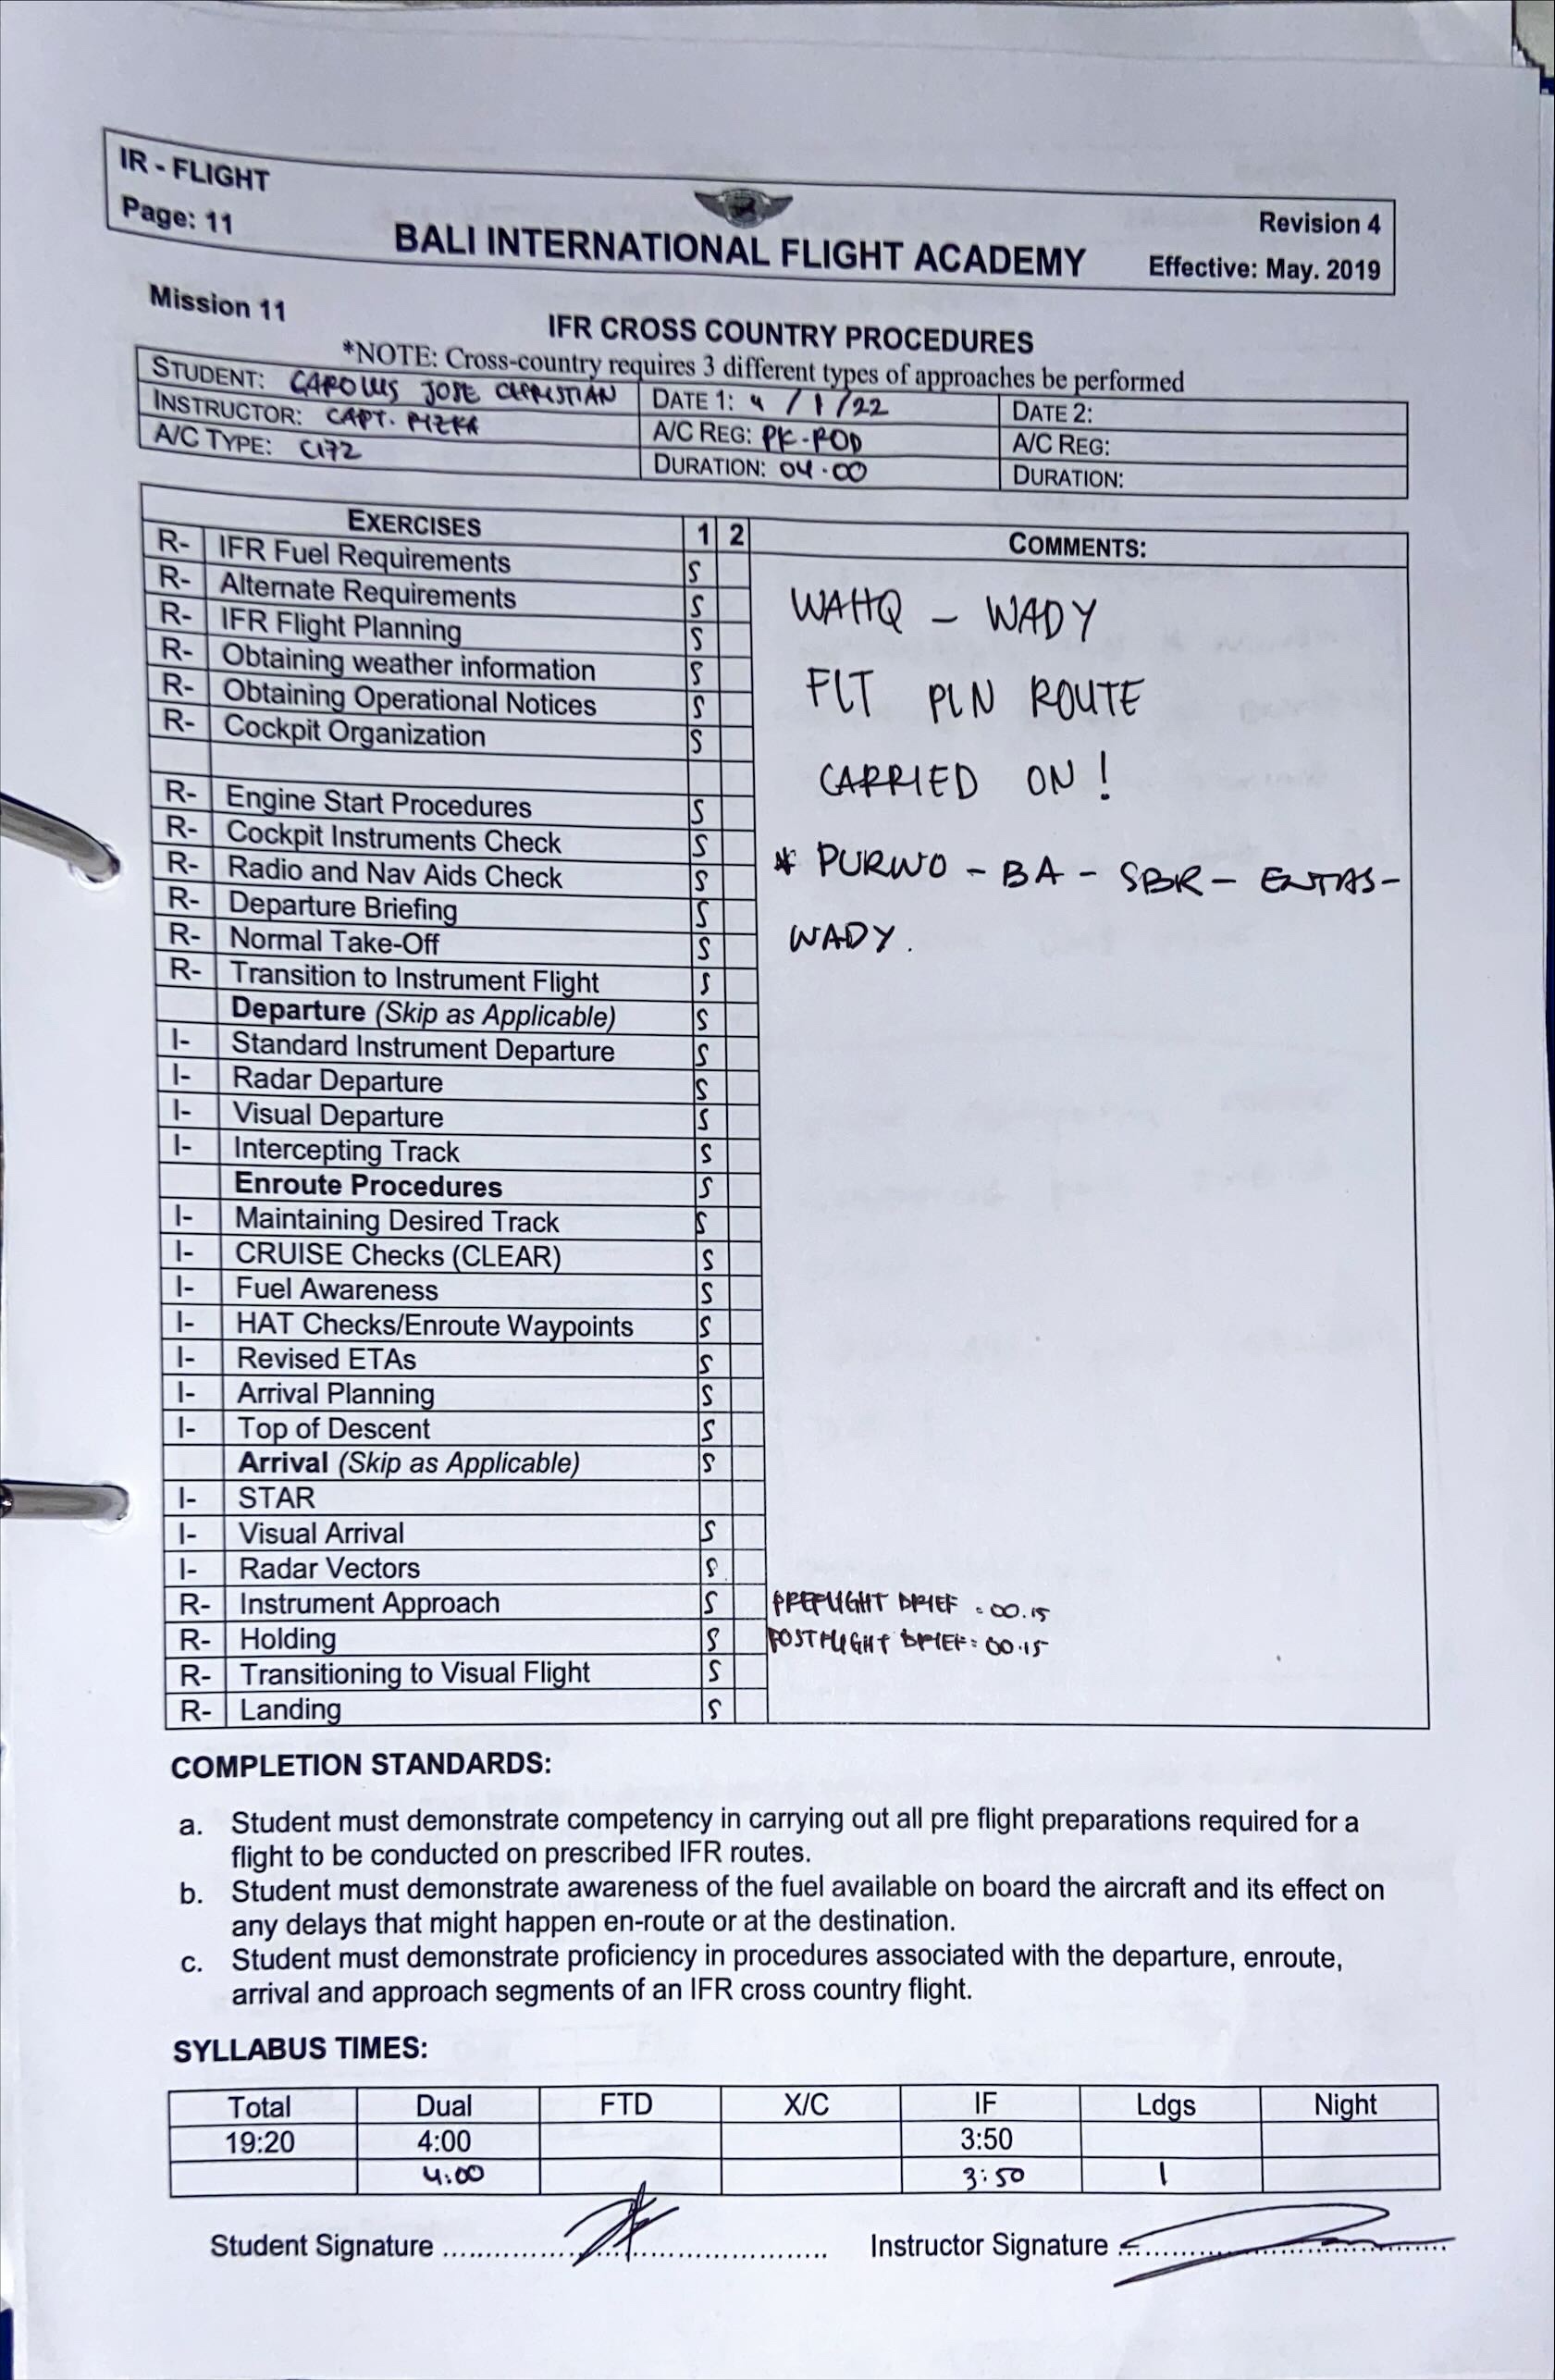 IR - FLIGHT
Page: 11
BALI INTERNATIONAL FLIGHT ACADEMY
Revision 4
Effective: May. 2019
Mission 11
IFR CROSS COUNTRY PROCEDURES
*NOTE: Cross-country requires 3 different types of approaches be performed
STUDENT: CAROLUS JOSE CHRISTIAN DATE 1: 4 / 1 / 22 DATE 2:
INSTRUCTOR: CAPT. RIZKA A/C REG: PK-ROD A/C REG:
A/C TYPE: C172 DURATION: 04.00 DURATION:
EXERCISES 1 2 COMMENTS:
R- IFR Fuel Requirements S
R- Alternate Requirements S
R- IFR Flight Planning S
R- Obtaining weather information S
R- Obtaining Operational Notices S
R- Cockpit Organization S
R- Engine Start Procedures S
R- Cockpit Instruments Check S
R- Radio and Nav Aids Check S
R- Departure Briefing S
R- Normal Take-Off S
R- Transition to Instrument Flight S
Departure (Skip as Applicable) S
I- Standard Instrument Departure S
I- Radar Departure S
I- Visual Departure S
I- Intercepting Track S
Enroute Procedures S
I- Maintaining Desired Track S
I- CRUISE Checks (CLEAR) S
I- Fuel Awareness S
I- HAT Checks/Enroute Waypoints S
I- Revised ETAs S
I- Arrival Planning S
I- Top of Descent S
Arrival (Skip as Applicable) S
I- STAR
I- Visual Arrival S
I- Radar Vectors S
R- Instrument Approach S
R- Holding S
R- Transitioning to Visual Flight S
R- Landing S
WAHQ - WADY
FLT PLN ROUTE
CARRIED ON!
* PURWO - BA - SBR - ENTAS -
WADY.
PREFLIGHT BRIEF : 00.15
POSTFLIGHT BRIEF : 00.15
COMPLETION STANDARDS:
a. Student must demonstrate competency in carrying out all pre flight preparations required for a
flight to be conducted on prescribed IFR routes.
b. Student must demonstrate awareness of the fuel available on board the aircraft and its effect on
any delays that might happen en-route or at the destination.
c. Student must demonstrate proficiency in procedures associated with the departure, enroute,
arrival and approach segments of an IFR cross country flight.
SYLLABUS TIMES:
Total Dual FTD X/C IF Ldgs Night
19:20 4:00 3:50
4:00 3:50 1
Student Signature .......... Instructor Signature ..........